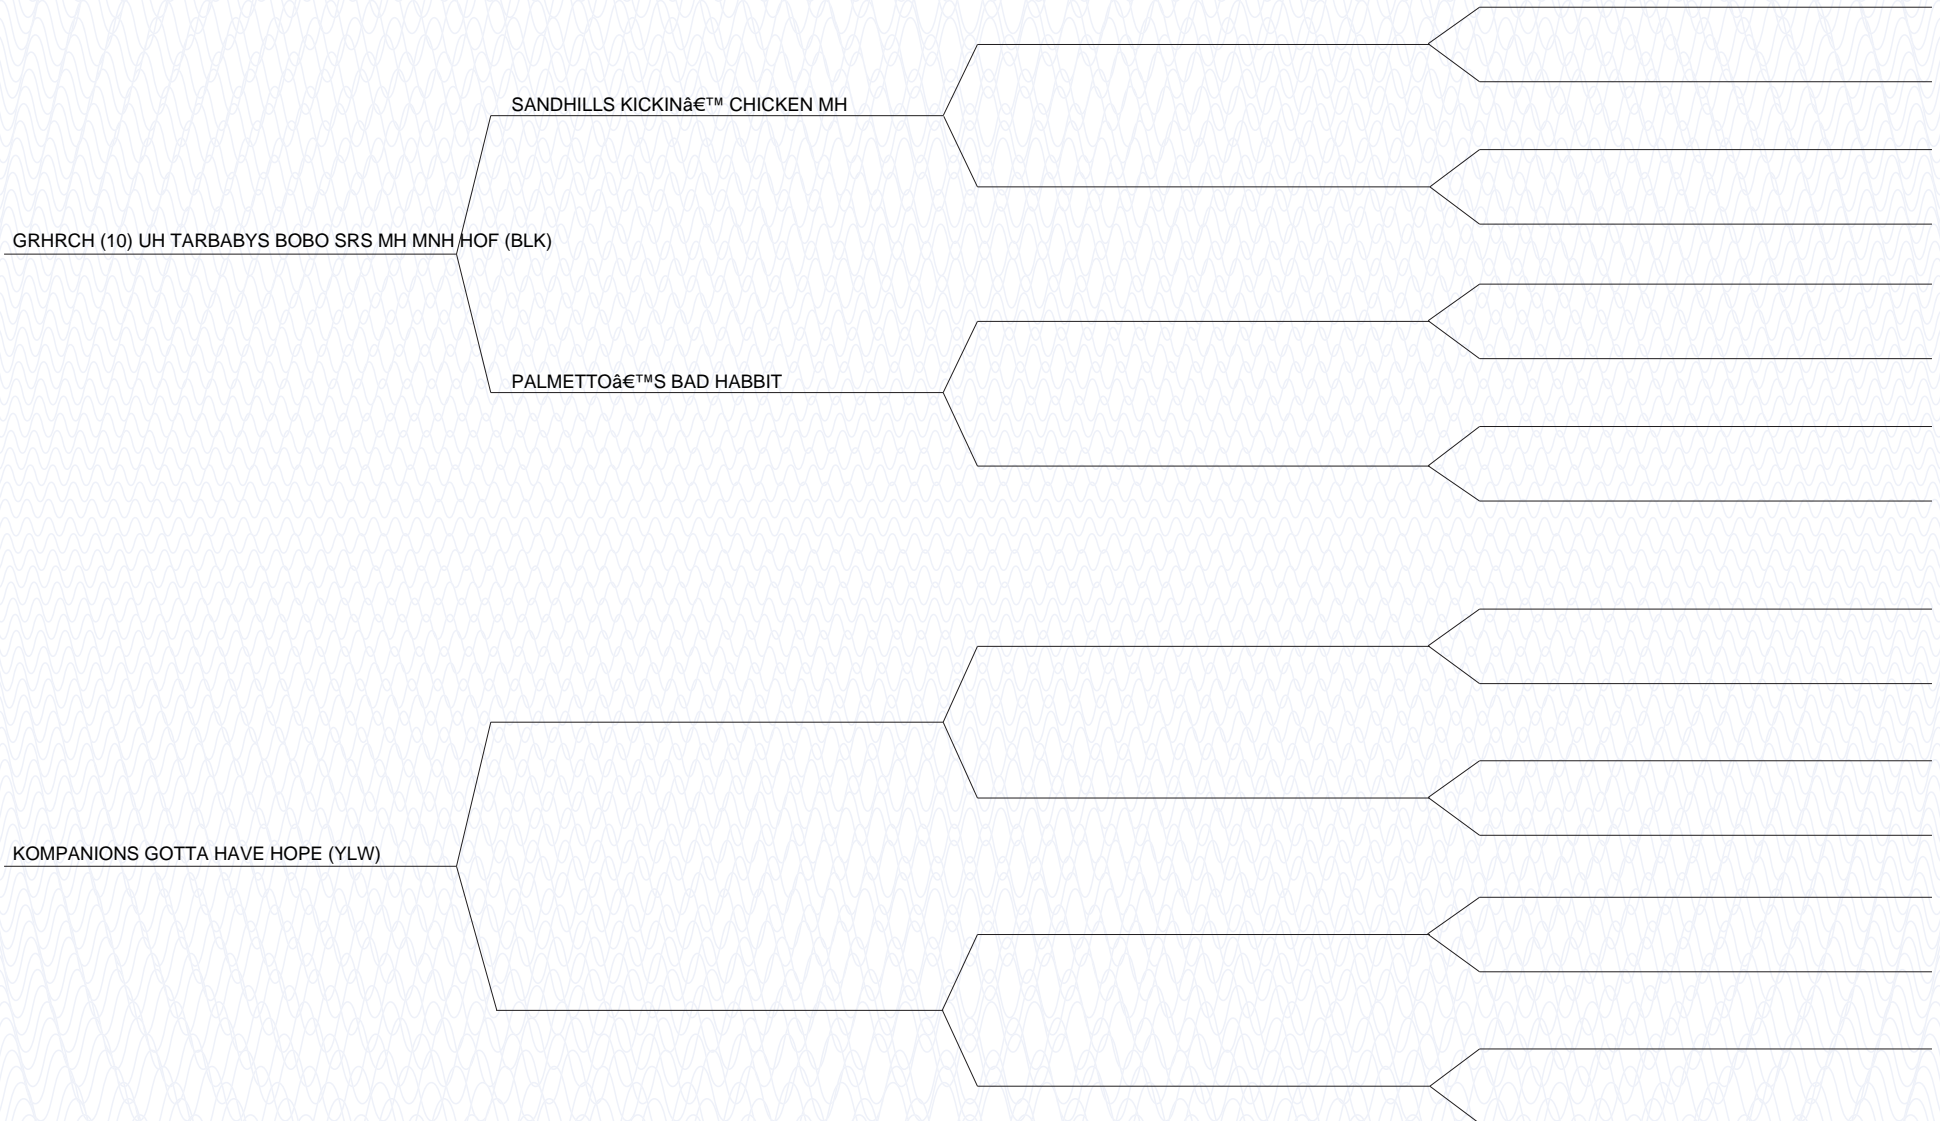 SANDHILLS KICKINâ€™ CHICKEN MH
GRHRCH (10) UH TARBABYS BOBO SRS MH MNH HOF (BLK)
PALMETTOâ€™S BAD HABBIT
KOMPANIONS GOTTA HAVE HOPE (YLW)